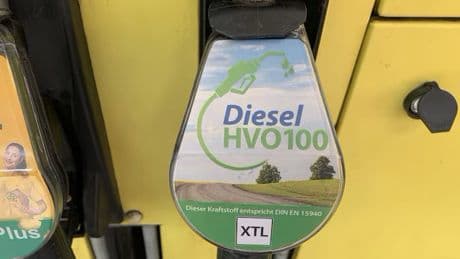 Diesel
HVO100
Dieser Kraftstoff entspricht DIN EN 15940
XTL
Plus